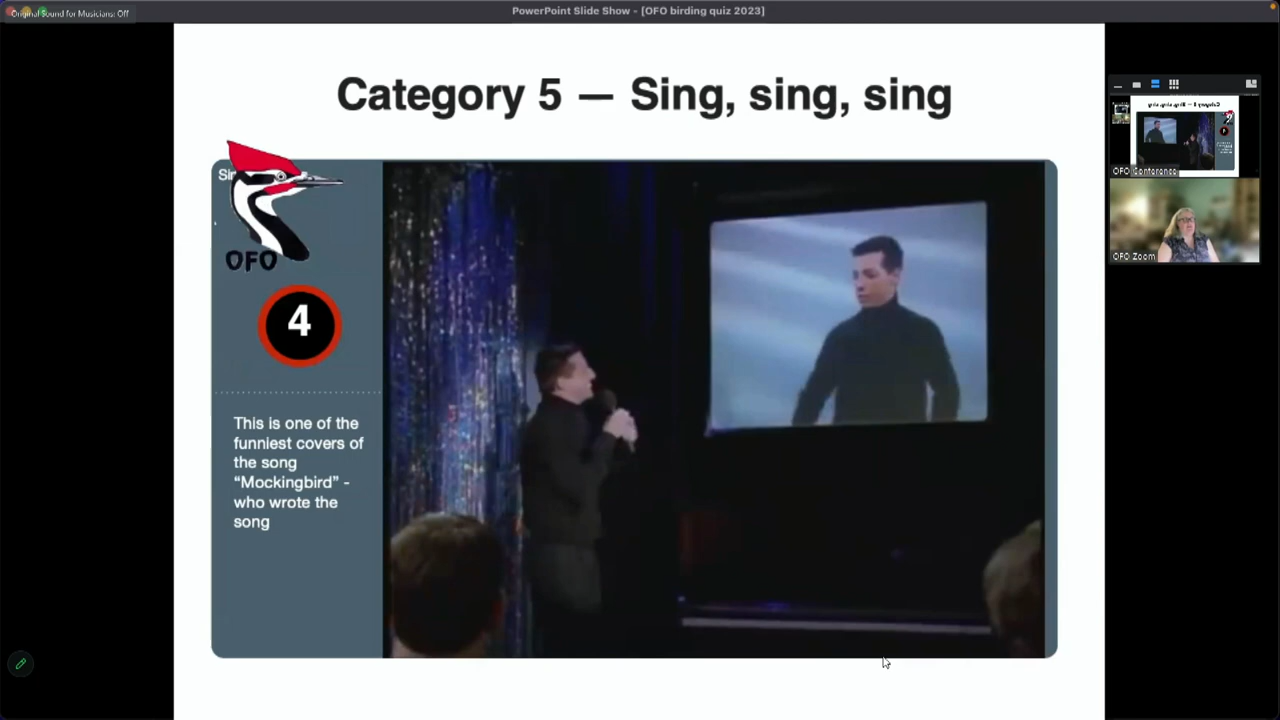 Original Sound for Musicians: Off
PowerPoint Slide Show - [OFO birding quiz 2023]
Category 5 — Sing, sing, sing
OFO
4
This is one of the
funniest covers of
the song
“Mockingbird” -
who wrote the
song
OFO Conference
OFO Zoom